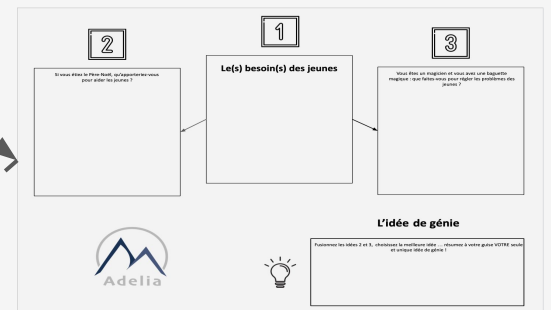 1
2
3
Le(s) besoin(s) des jeunes
Si vous étiez le Père-Noël, qu'apporteriez-vous
pour aider les jeunes ?
Vous êtes un magicien et vous avez une baguette
magique : que faites-vous pour régler les problèmes des
jeunes ?
L'idée de génie
Fusionnez les idées 2 et 3, choisissez la meilleure idée ... résumez à votre guise VOTRE seule
et unique idée de génie !
Adelia